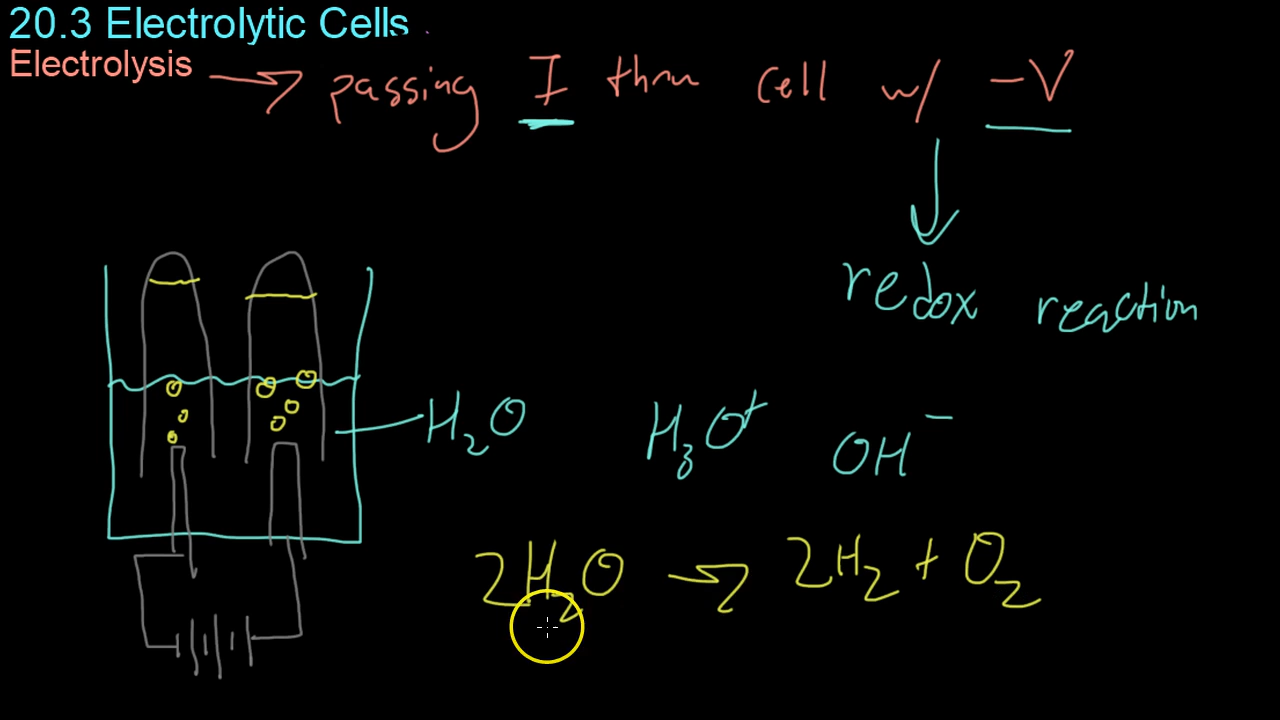 20.3 Electrolytic Cells
Electrolysis → passing I thru cell w/ -V
redox reaction
H₂O H₃O⁺ OH⁻
2H₂O → 2H₂ + O₂